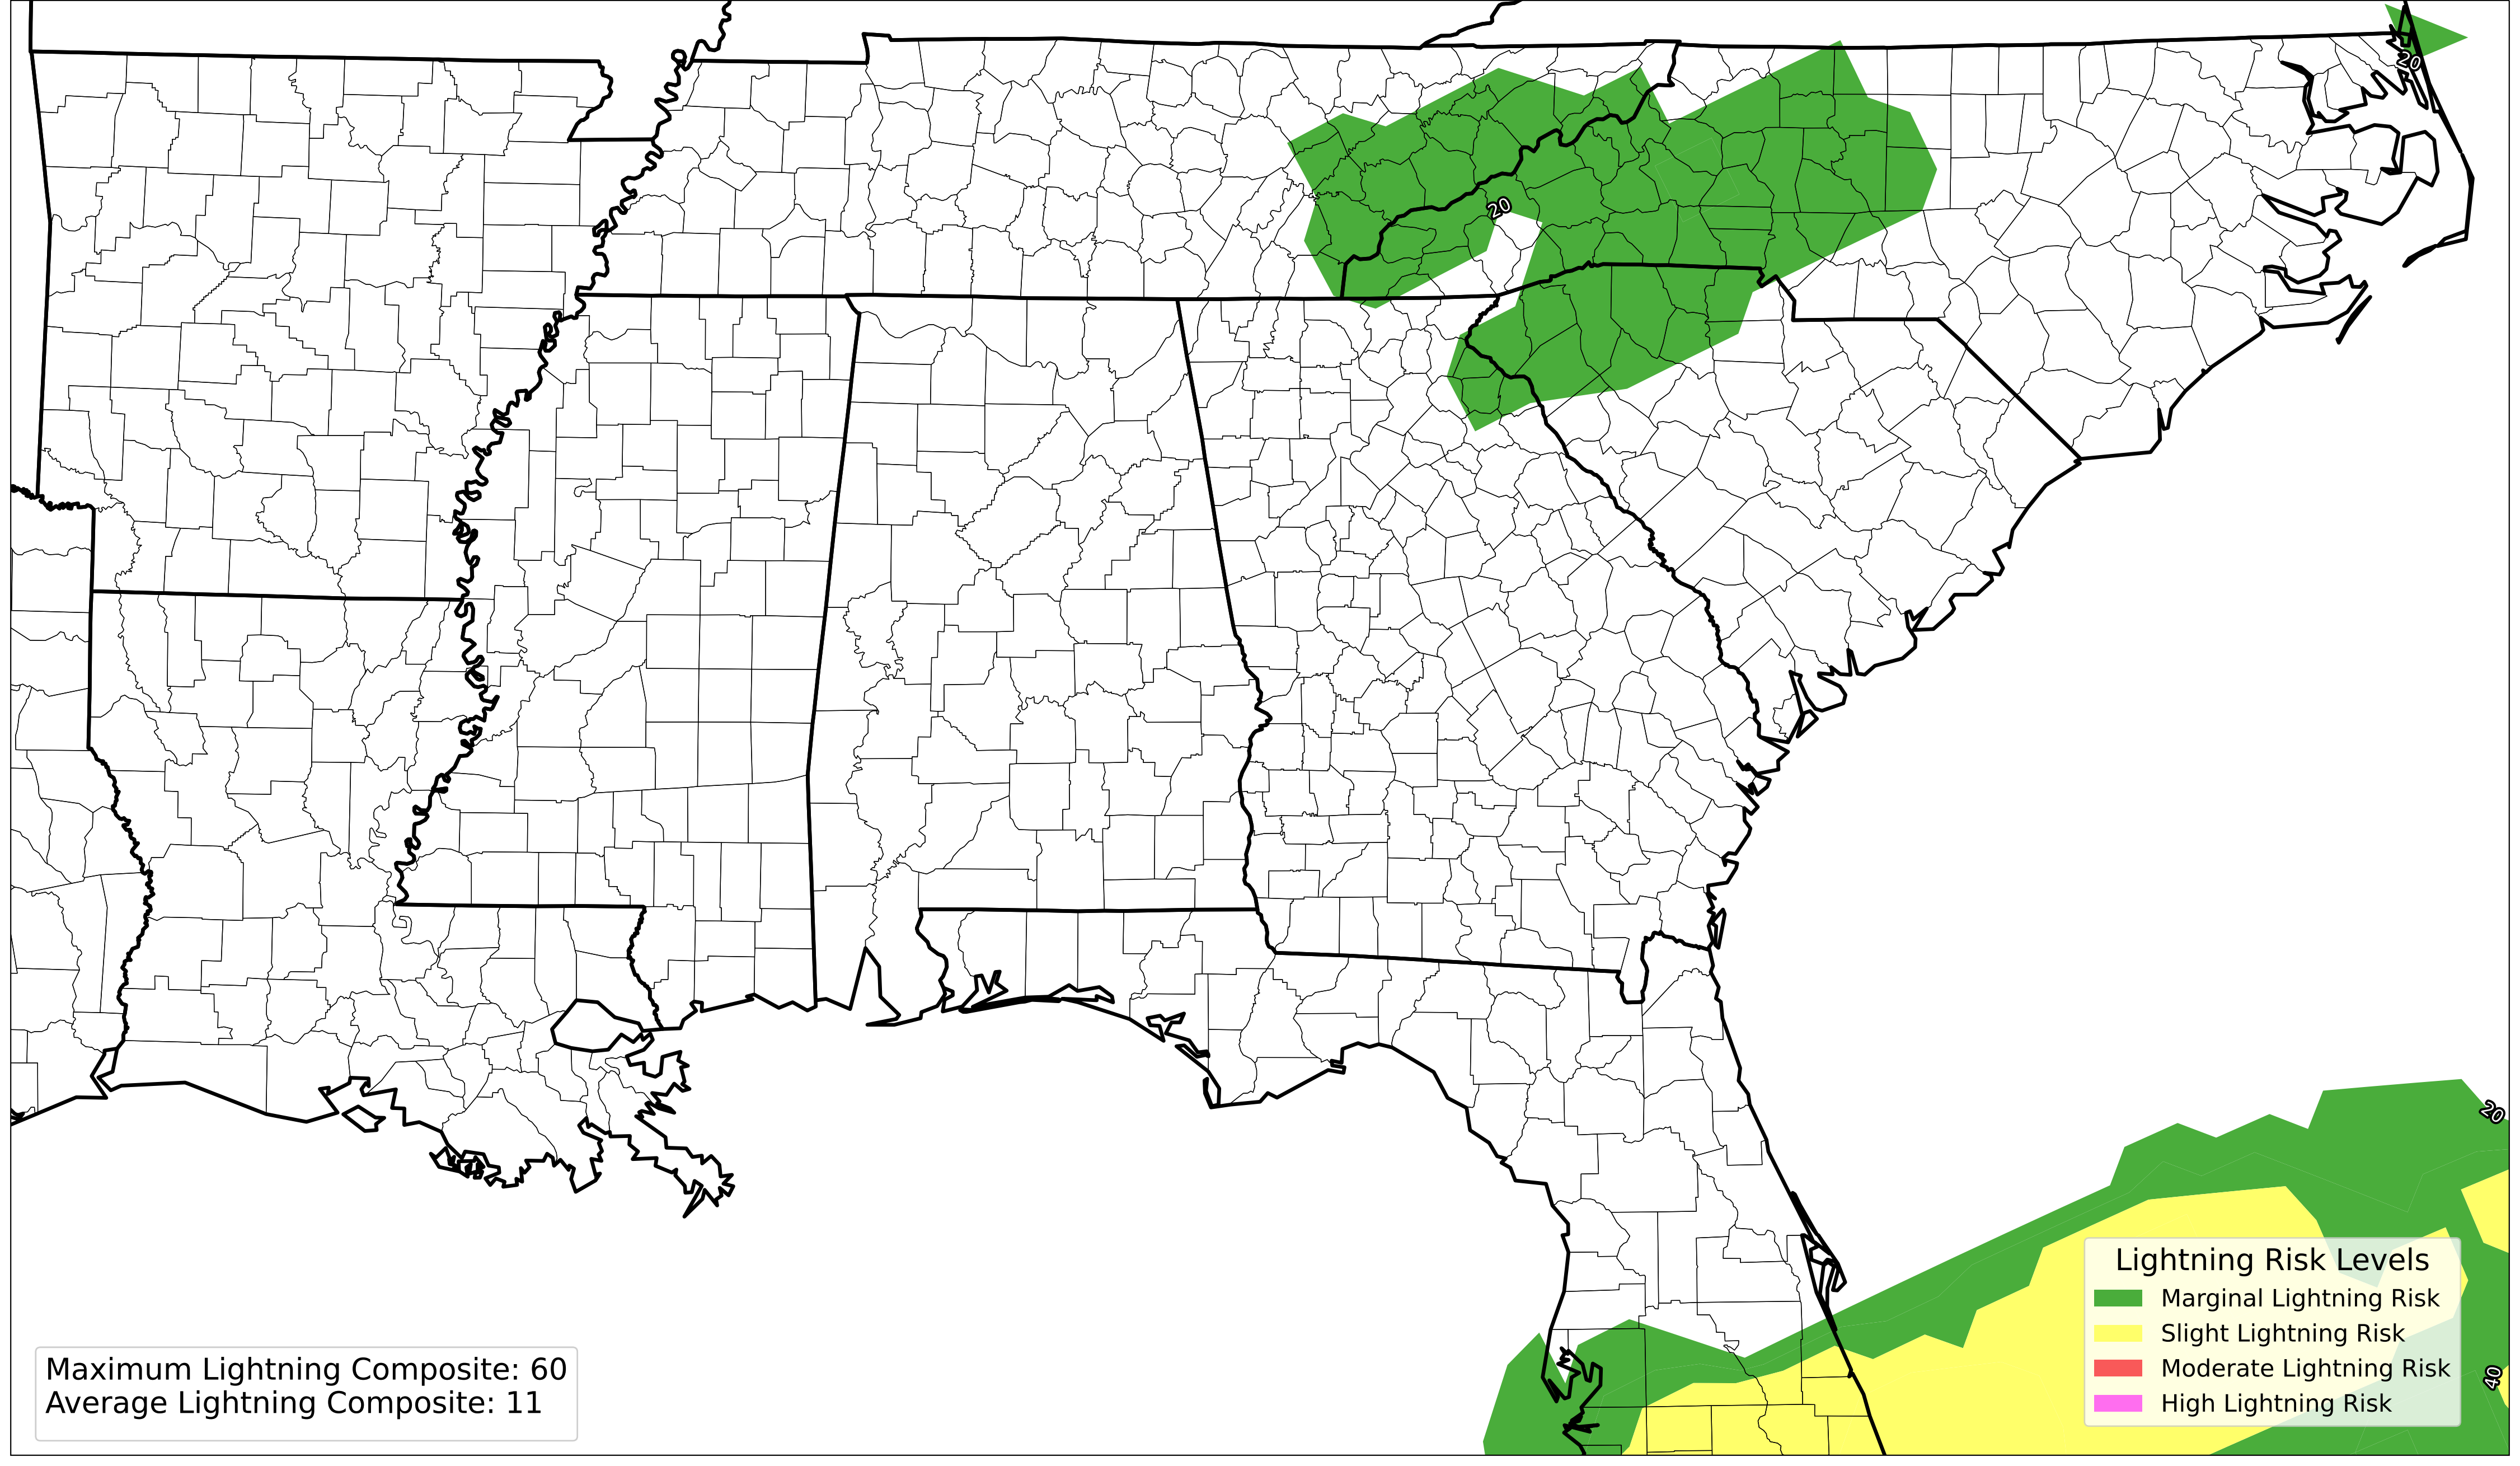 20
20
20
Lightning Risk Levels
Marginal Lightning Risk
Slight Lightning Risk
Moderate Lightning Risk
High Lightning Risk
40
Maximum Lightning Composite: 60
Average Lightning Composite: 11